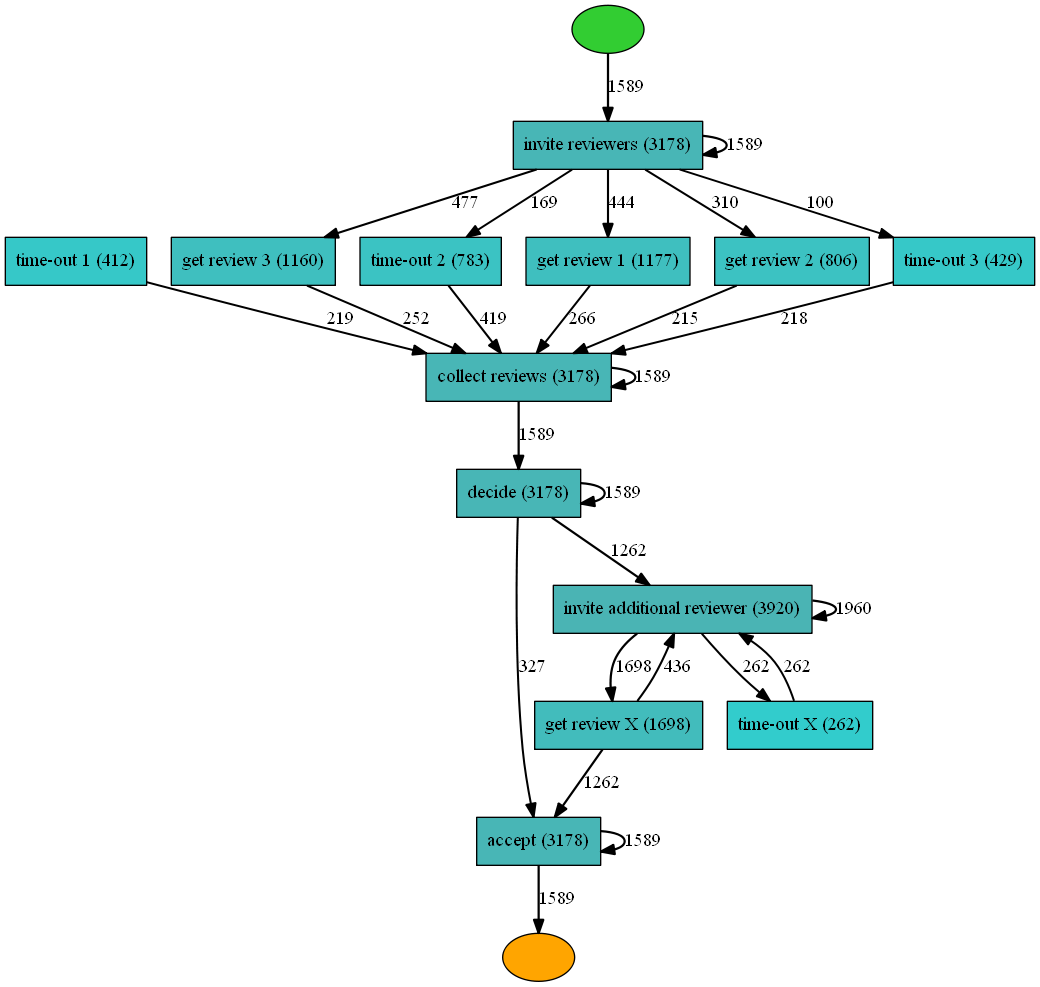 1589
invite reviewers (3178)
1589
477
169
444
310
100
time-out 1 (412)
get review 3 (1160)
time-out 2 (783)
get review 1 (1177)
get review 2 (806)
time-out 3 (429)
219
252
419
266
215
218
collect reviews (3178)
1589
1589
decide (3178)
1589
1262
invite additional reviewer (3920)
1960
327
1698
436
262
262
get review X (1698)
time-out X (262)
1262
accept (3178)
1589
1589